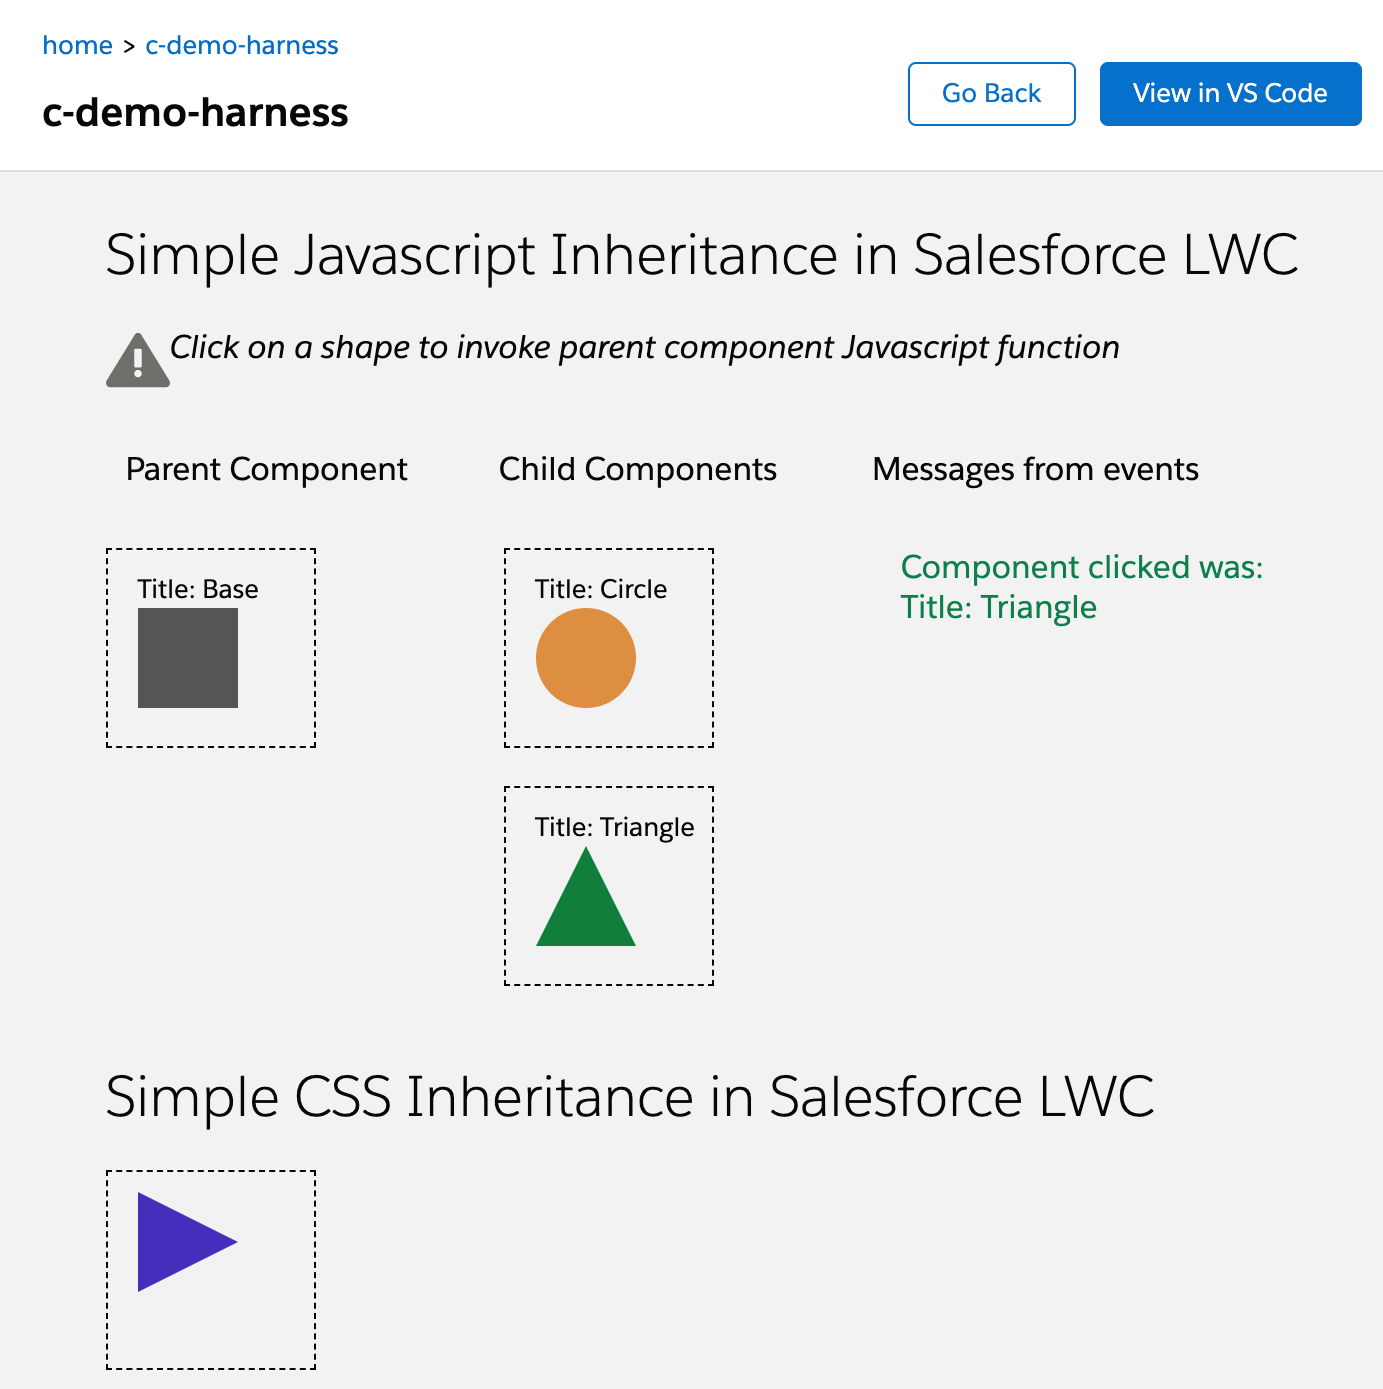 home > c-demo-harness
c-demo-harness
Go Back
View in VS Code
Simple Javascript Inheritance in Salesforce LWC
Click on a shape to invoke parent component Javascript function
Parent Component
Child Components
Messages from events
Title: Base
Title: Circle
Component clicked was:
Title: Triangle
Title: Triangle
Simple CSS Inheritance in Salesforce LWC